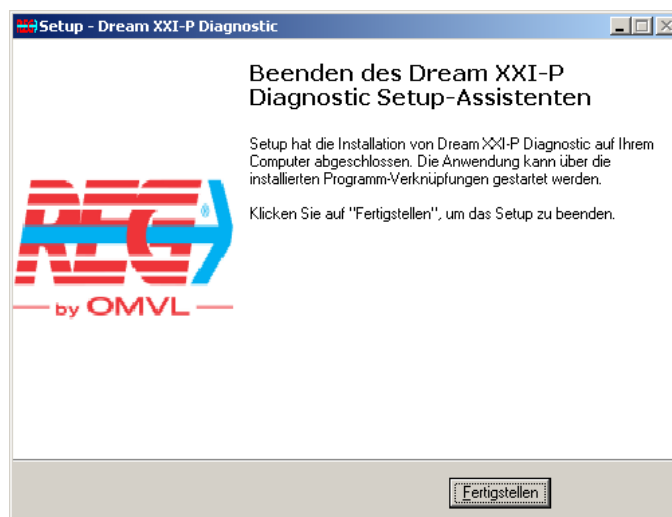 Setup - Dream XXI-P Diagnostic
Beenden des Dream XXI-P
Diagnostic Setup-Assistenten
Setup hat die Installation von Dream XXI-P Diagnostic auf Ihrem
Computer abgeschlossen. Die Anwendung kann über die
installierten Programm-Verknüpfungen gestartet werden.
Klicken Sie auf "Fertigstellen", um das Setup zu beenden.
REG®
by OMVL
Fertigstellen